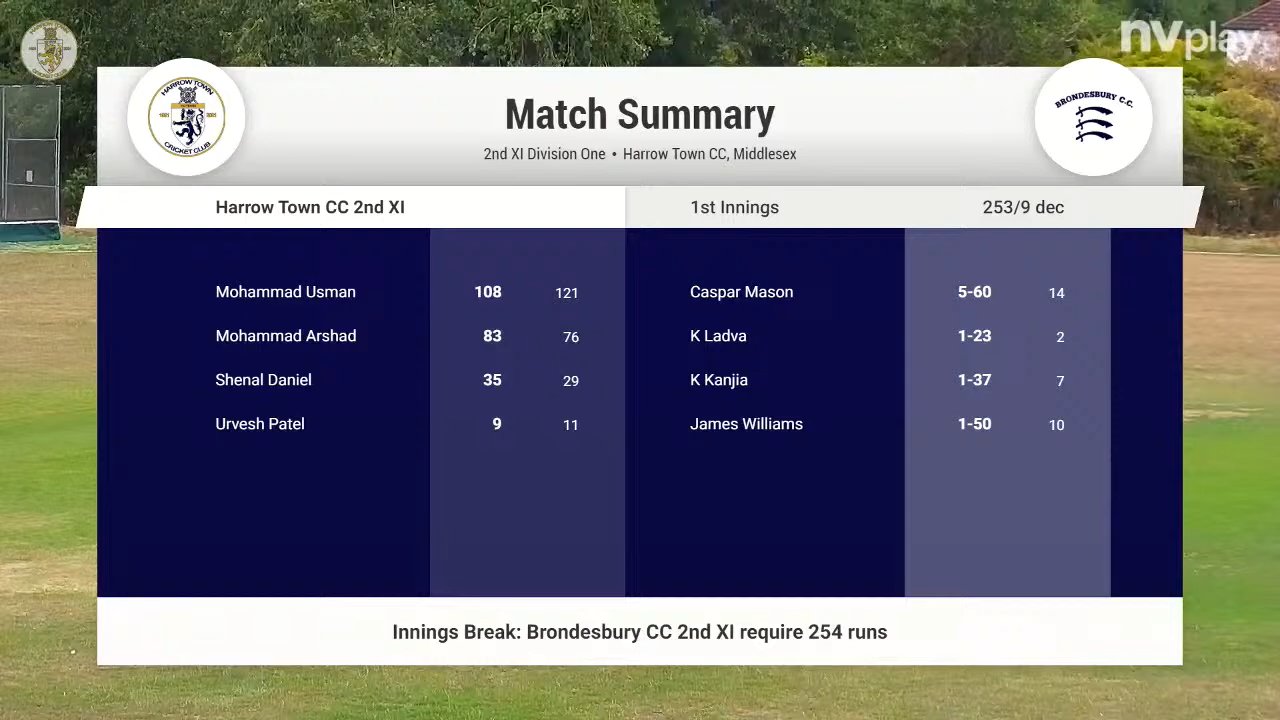 nvplay
HARROW TOWN
CRICKET CLUB
BRONDESBURY C.C.
Match Summary
2nd XI Division One • Harrow Town CC, Middlesex
Harrow Town CC 2nd XI 1st Innings 253/9 dec
Mohammad Usman 108 121 Caspar Mason 5-60 14
Mohammad Arshad 83 76 K Ladva 1-23 2
Shenal Daniel 35 29 K Kanjia 1-37 7
Urvesh Patel 9 11 James Williams 1-50 10
Innings Break: Brondesbury CC 2nd XI require 254 runs